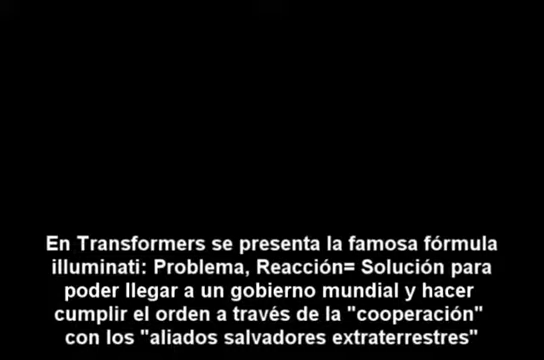 En Transformers se presenta la famosa fórmula
illuminati: Problema, Reacción= Solución para
poder llegar a un gobierno mundial y hacer
cumplir el orden a través de la "cooperación"
con los "aliados salvadores extraterrestres"